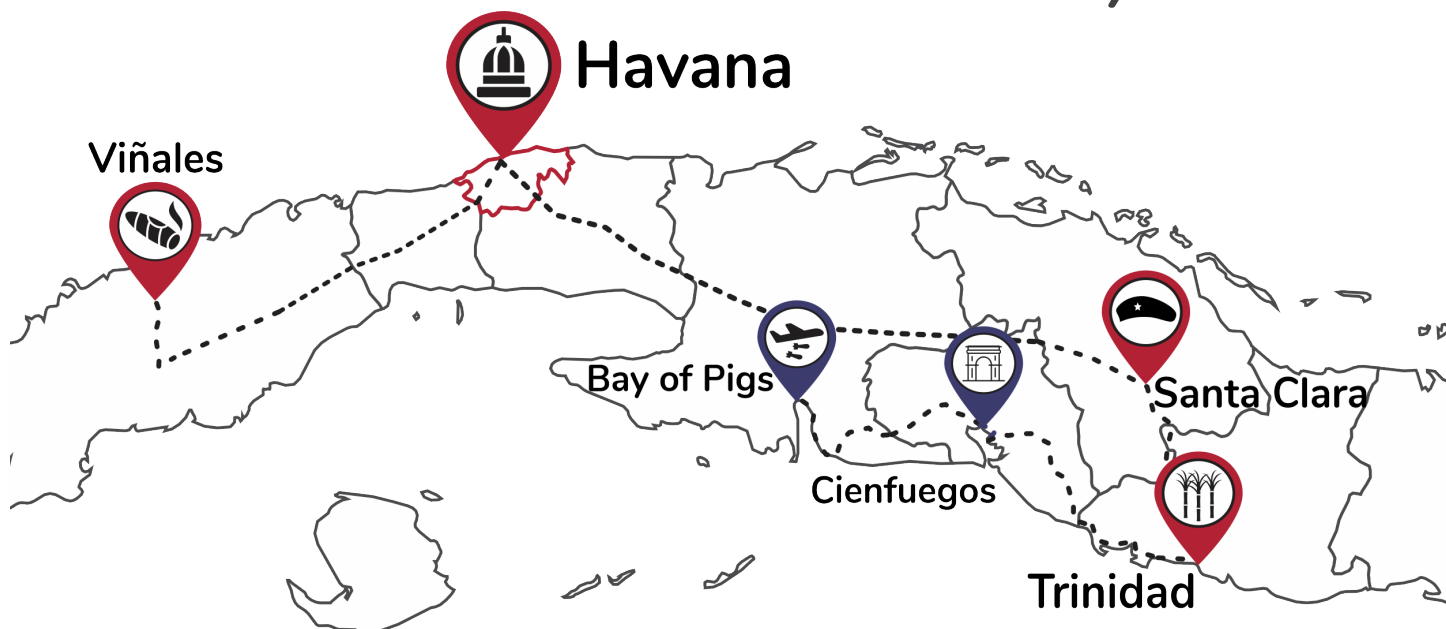 Havana
Viñales
Bay of Pigs
Santa Clara
Cienfuegos
Trinidad